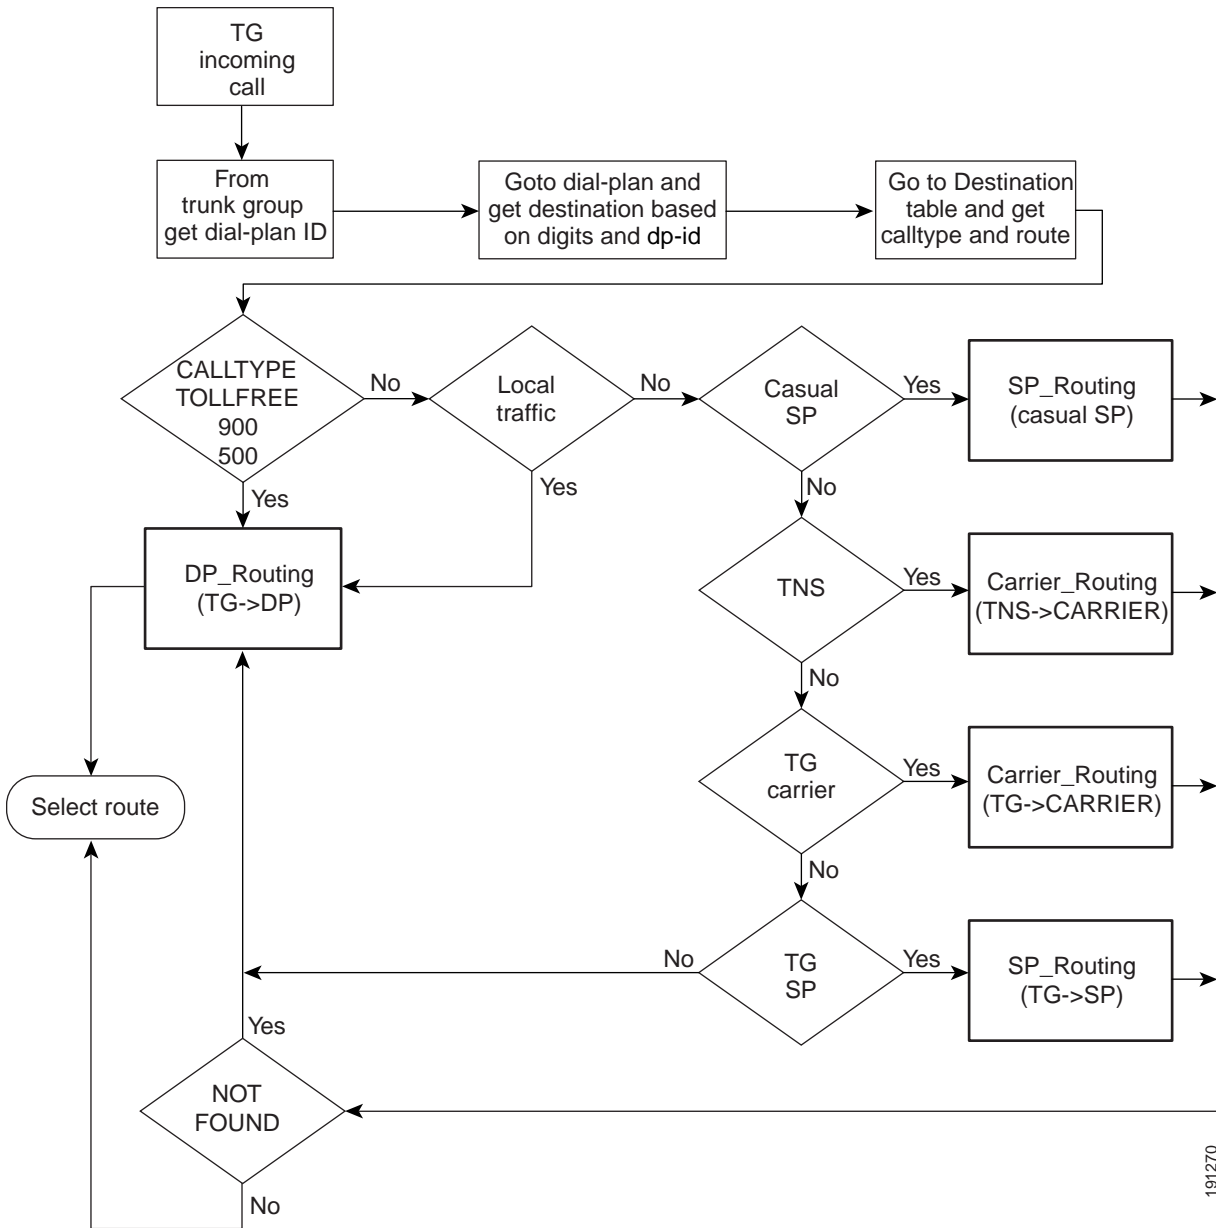 TG
incoming
call
From
trunk group
get dial-plan ID
Goto dial-plan and
get destination based
on digits and dp-id
Go to Destination
table and get
calltype and route
CALLTYPE
TOLLFREE
900
500
No
Local
traffic
No
Casual
SP
Yes
SP_Routing
(casual SP)
Yes
Yes
No
DP_Routing
(TG->DP)
TNS
Yes
Carrier_Routing
(TNS->CARRIER)
No
Select route
TG
carrier
Yes
Carrier_Routing
(TG->CARRIER)
No
No
TG
SP
Yes
SP_Routing
(TG->SP)
Yes
NOT
FOUND
No
191270